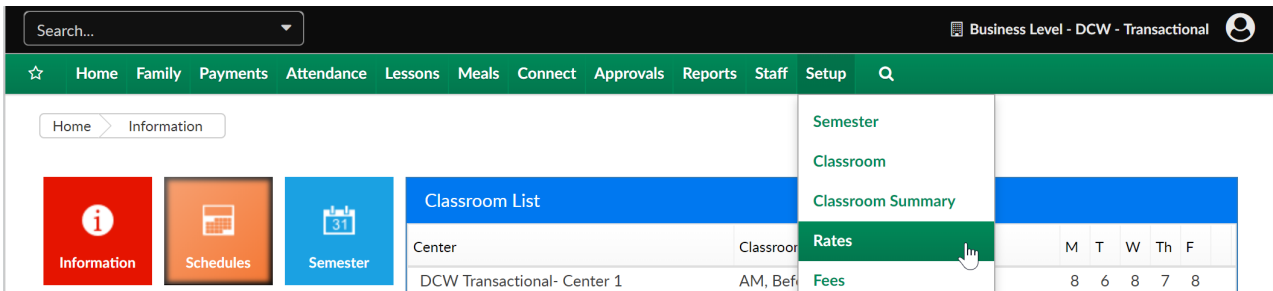 Search...
Business Level - DCW - Transactional
Home Family Payments Attendance Lessons Meals Connect Approvals Reports Staff Setup
Home Information
Semester
Classroom
Classroom Summary
Rates
Fees
Information
Schedules
31
Semester
Classroom List
Center M T W Th F
DCW Transactional- Center 1 AM, 8 6 8 7 8